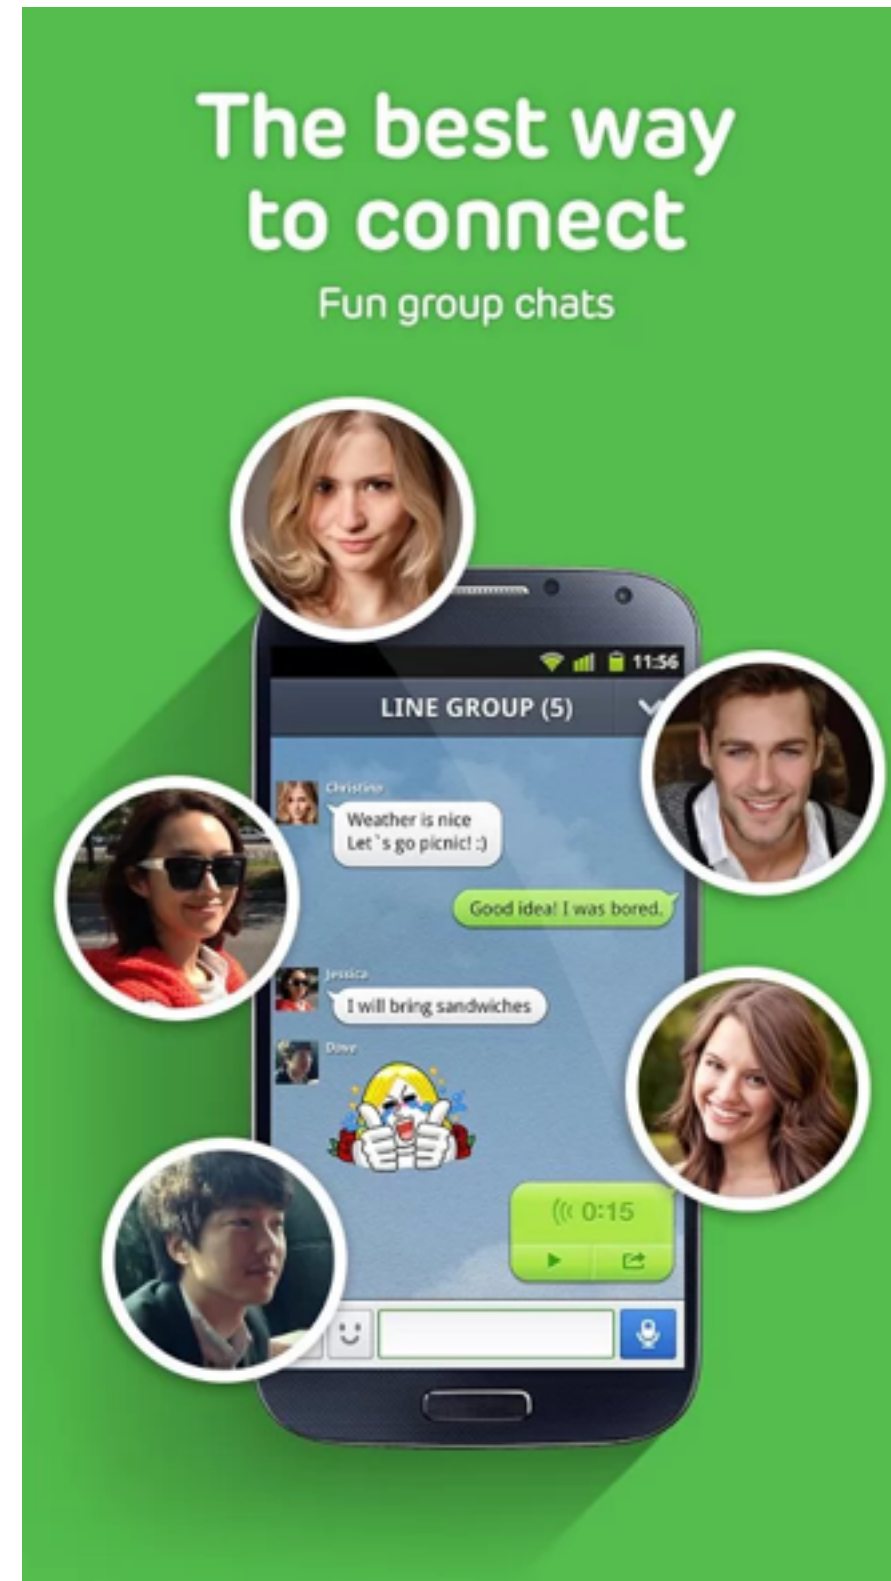 The best way
to connect
Fun group chats
11:56
LINE GROUP (5)
Christine
Weather is nice
Let`s go picnic! :)
Good idea! I was bored.
Jessica
I will bring sandwiches
Dave
0:15